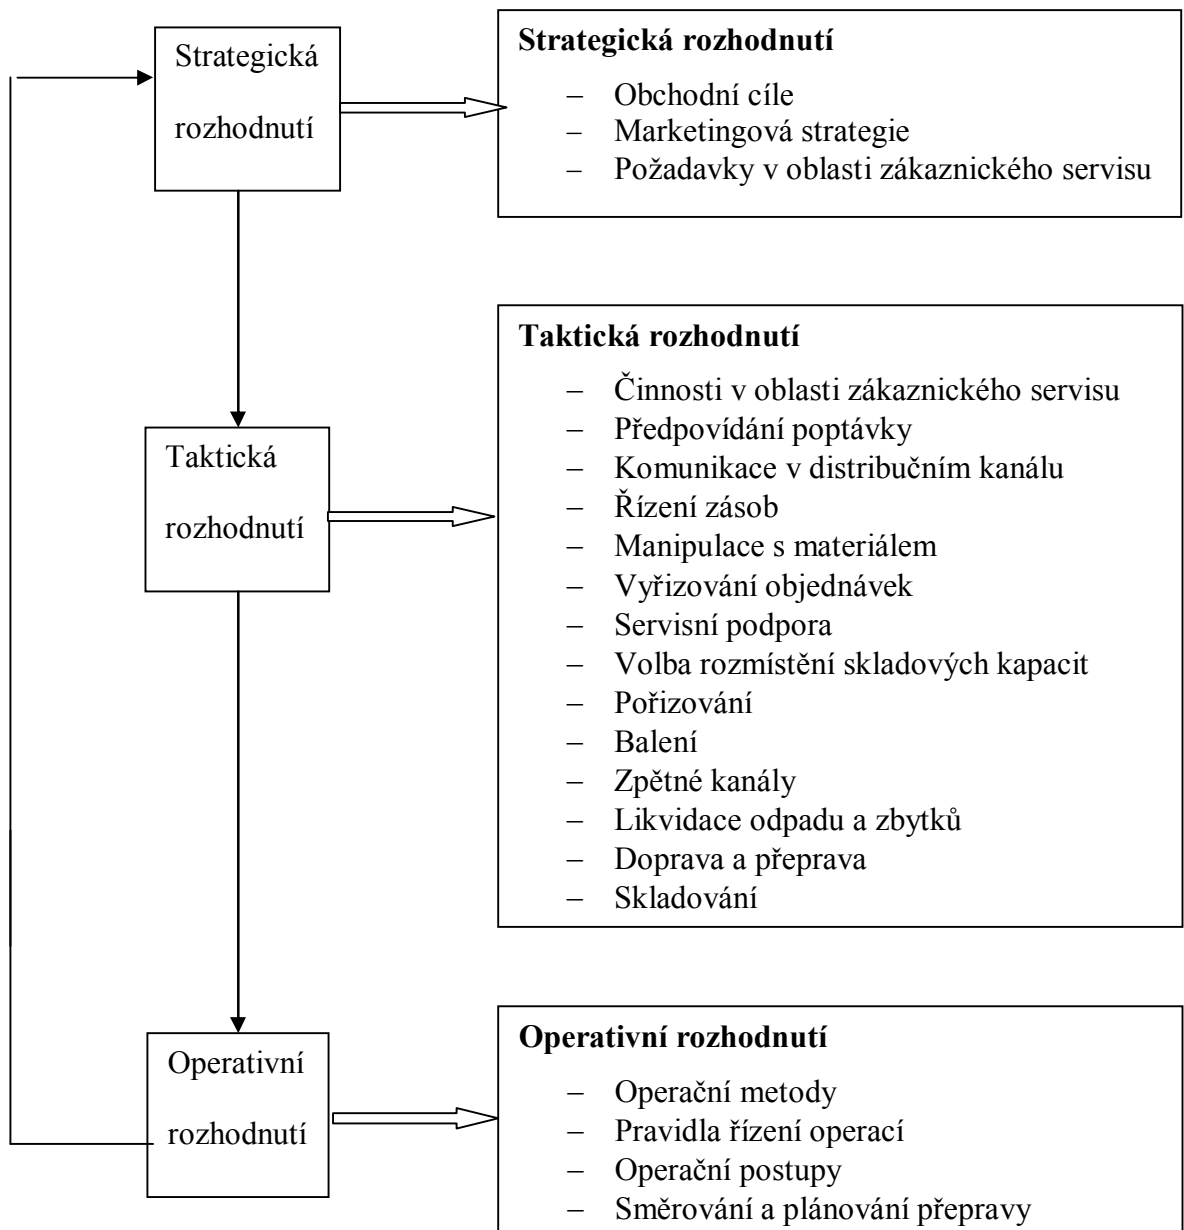 Strategická
rozhodnutí
Strategická rozhodnutí
– Obchodní cíle
– Marketingová strategie
– Požadavky v oblasti zákaznického servisu
Taktická
rozhodnutí
Taktická rozhodnutí
– Činnosti v oblasti zákaznického servisu
– Předpovídání poptávky
– Komunikace v distribučním kanálu
– Řízení zásob
– Manipulace s materiálem
– Vyřizování objednávek
– Servisní podpora
– Volba rozmístění skladových kapacit
– Pořizování
– Balení
– Zpětné kanály
– Likvidace odpadu a zbytků
– Doprava a přeprava
– Skladování
Operativní
rozhodnutí
Operativní rozhodnutí
– Operační metody
– Pravidla řízení operací
– Operační postupy
– Směrování a plánování přepravy